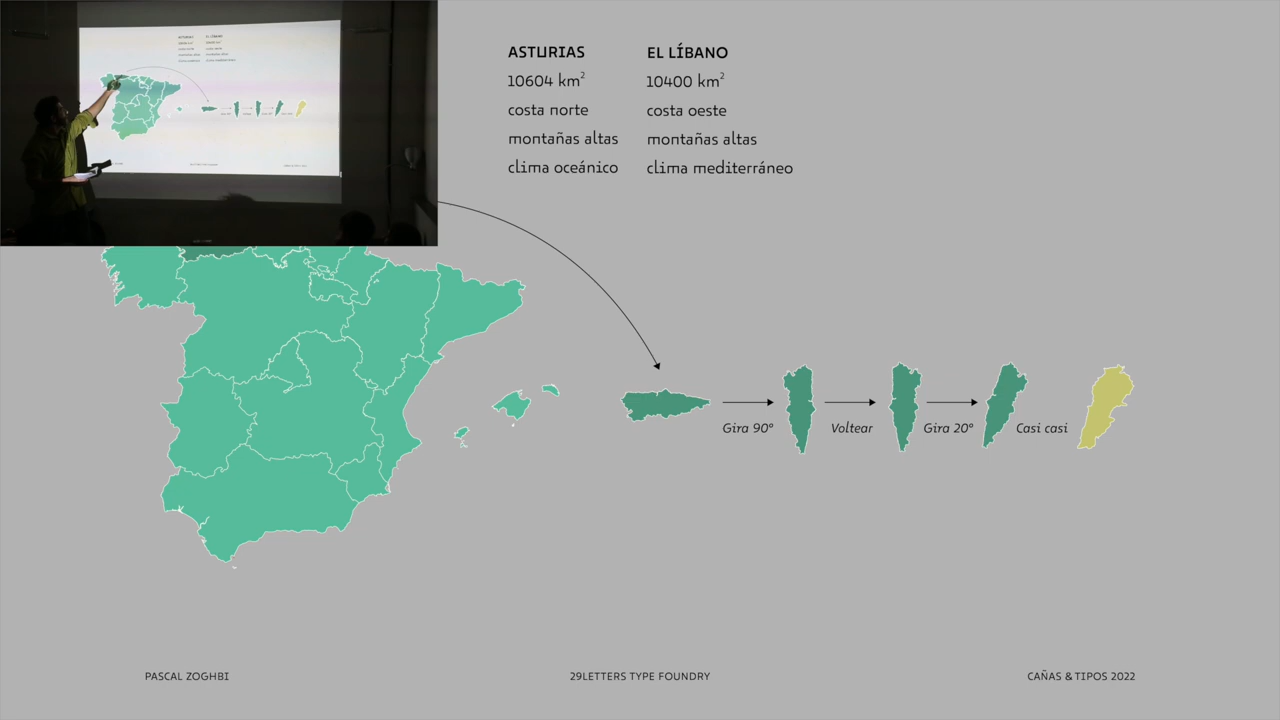 ASTURIAS
10604 km²
costa norte
montañas altas
clima oceánico
EL LÍBANO
10400 km²
costa oeste
montañas altas
clima mediterráneo
Gira 90º
Voltear
Gira 20º
Casi casi
PASCAL ZOGHBI
29LETTERS TYPE FOUNDRY
CAÑAS & TIPOS 2022